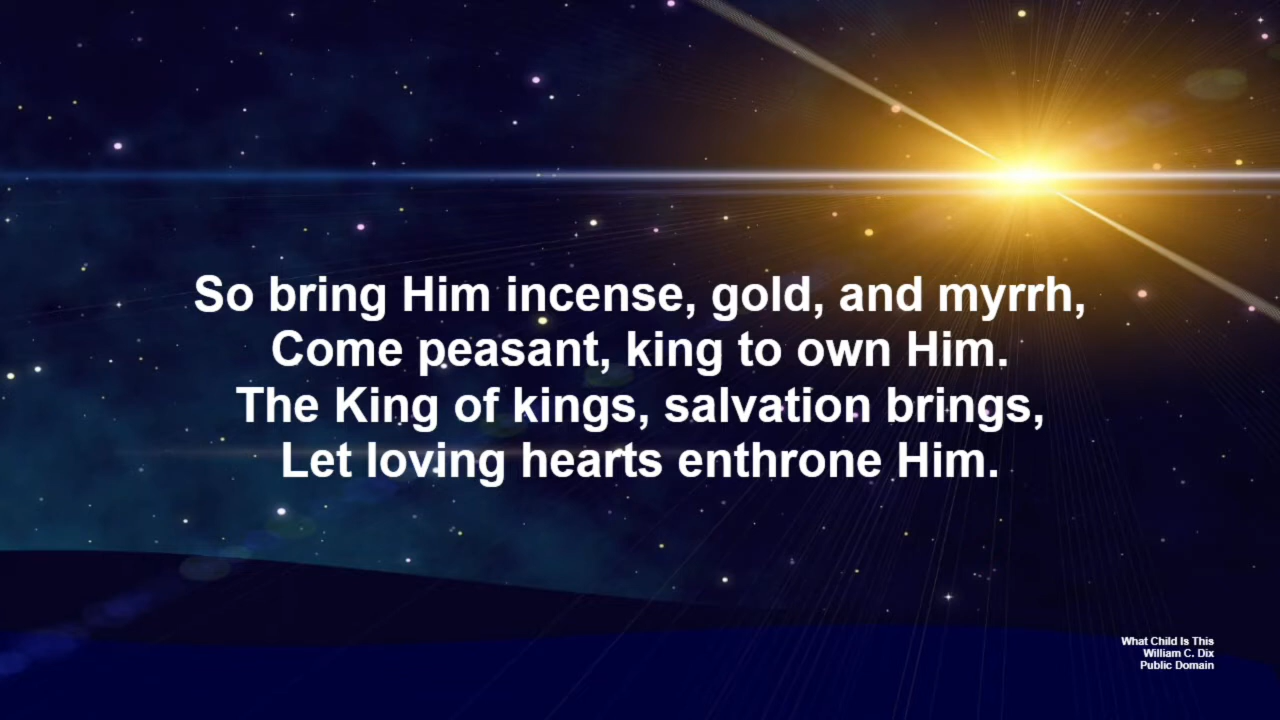 So bring Him incense, gold, and myrrh,
Come peasant, king to own Him.
The King of kings, salvation brings,
Let loving hearts enthrone Him.
What Child Is This
William C. Dix
Public Domain